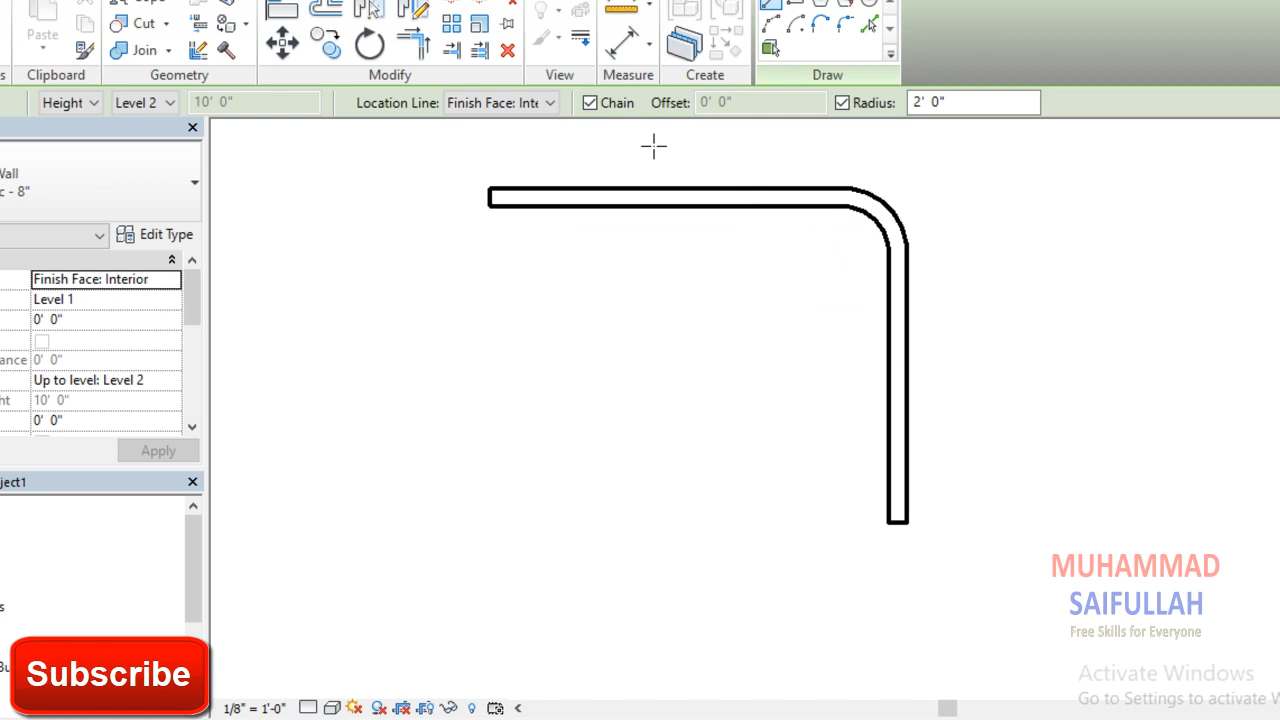 Paste
Cut
Join
s
Clipboard
Geometry
Modify
View
Measure
Create
Draw
Height
Level 2
10' 0"
Location Line:
Finish Face: Inte
Chain
Offset:
0' 0"
Radius:
2' 0"
Wall
c - 8"
Edit Type
Finish Face: Interior
Level 1
0' 0"
ance
0' 0"
Up to level: Level 2
ht
10' 0"
0' 0"
Apply
ject1
s
Bu
Subscribe
MUHAMMAD
SAIFULLAH
Free Skills for Everyone
Activate Windows
Go to Settings to activate W
1/8" = 1'-0"